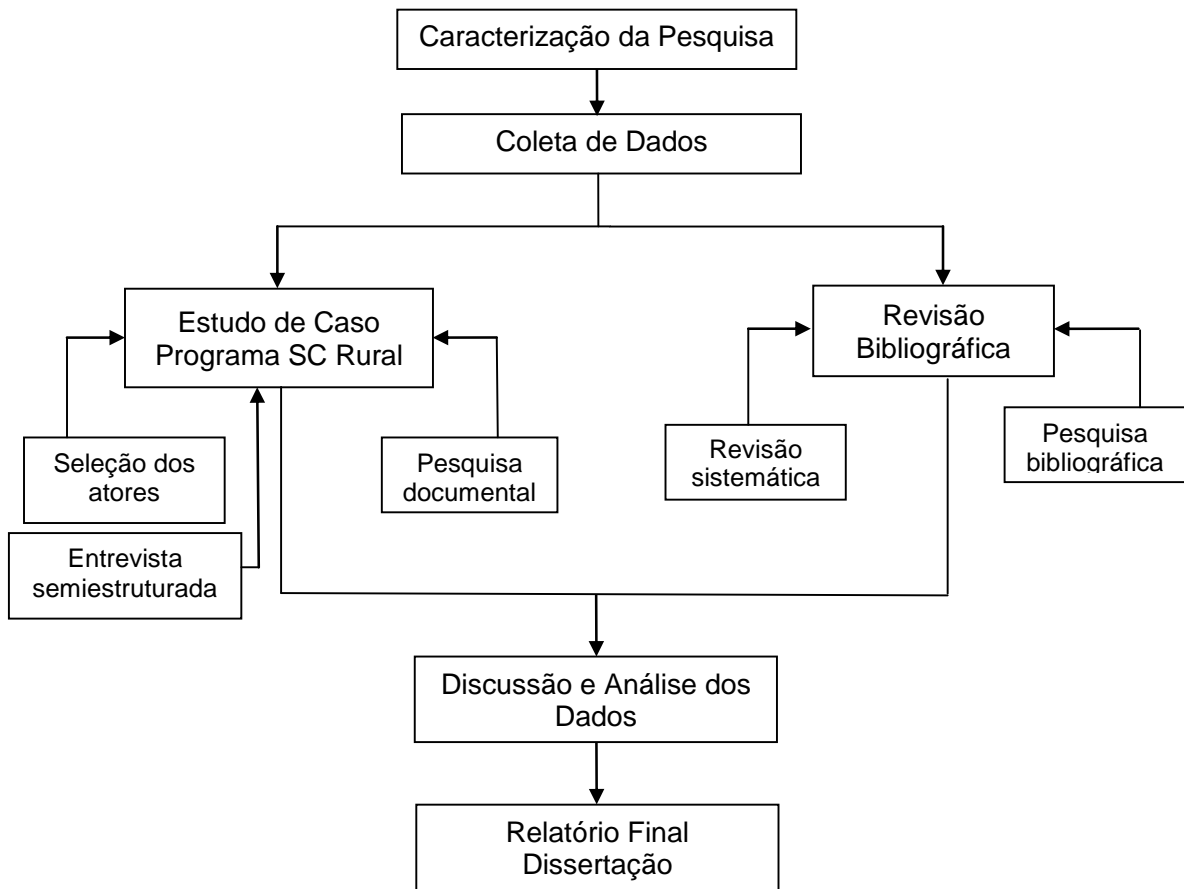 Caracterização da Pesquisa
Coleta de Dados
Estudo de Caso
Programa SC Rural
Revisão
Bibliográfica
Seleção dos
atores
Pesquisa
documental
Revisão
sistemática
Pesquisa
bibliográfica
Entrevista
semiestruturada
Discussão e Análise dos
Dados
Relatório Final
Dissertação